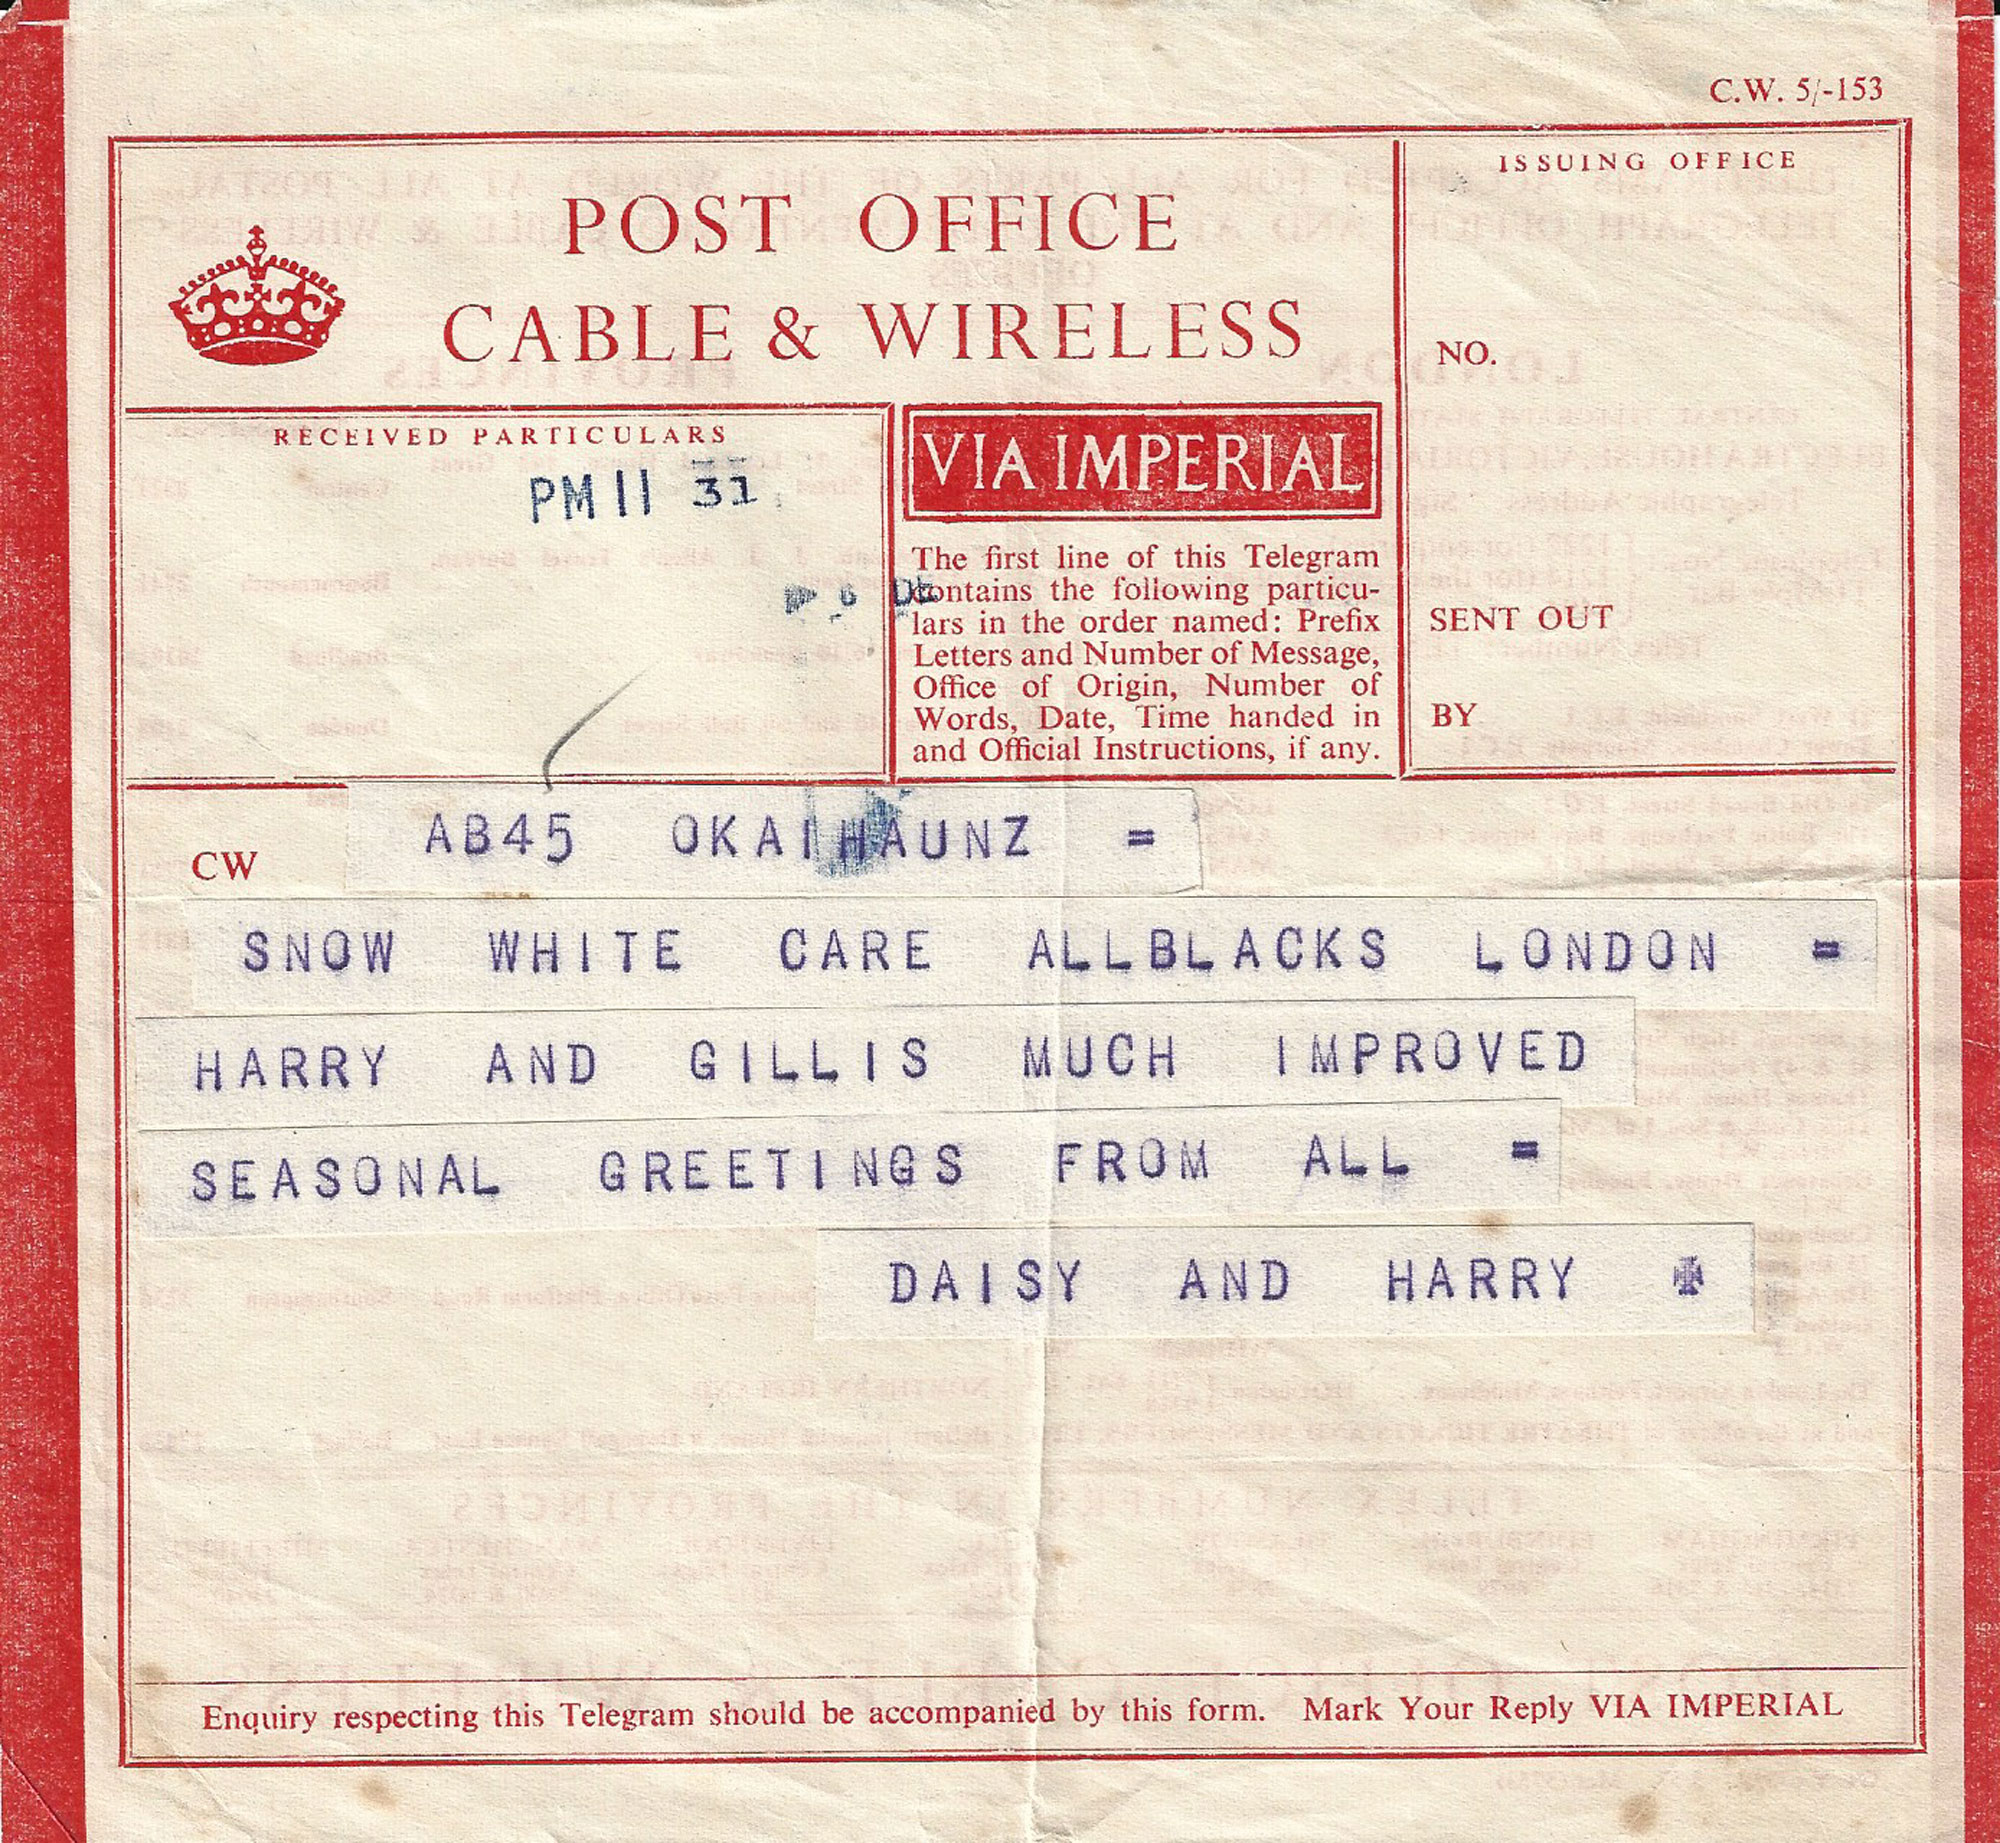 C.W. 5/-153
ISSUING OFFICE
POST OFFICE
CABLE & WIRELESS
NO.
RECEIVED PARTICULARS
VIA IMPERIAL
PM 11 31
The first line of this Telegram
contains the following particu-
lars in the order named: Prefix
Letters and Number of Message,
Office of Origin, Number of
Words, Date, Time handed in
and Official Instructions, if any.
SENT OUT
BY
CW
AB45 OKAIHAUNZ =
SNOW WHITE CARE ALLBLACKS LONDON =
HARRY AND GILLIS MUCH IMPROVED
SEASONAL GREETINGS FROM ALL =
DAISY AND HARRY
Enquiry respecting this Telegram should be accompanied by this form. Mark Your Reply VIA IMPERIAL